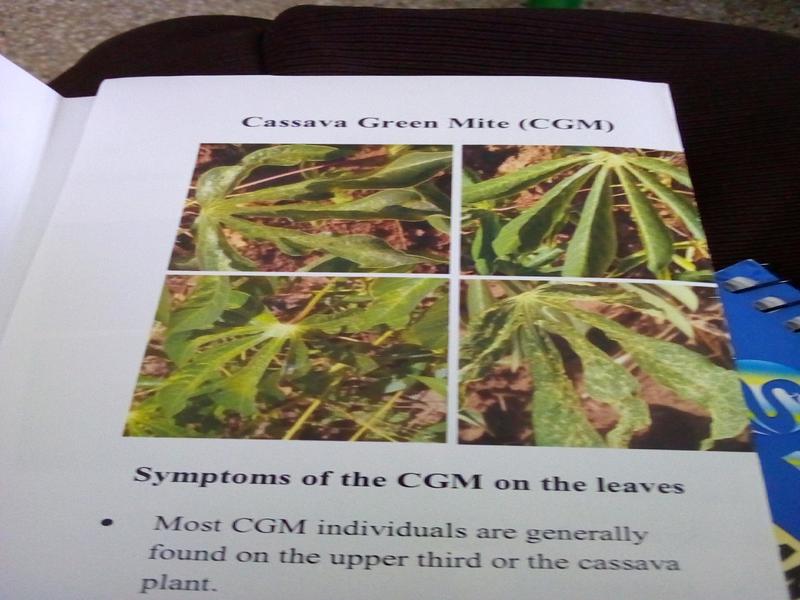 Cassava Green Mite (CGM)
Symptoms of the CGM on the leaves
• Most CGM individuals are generally
found on the upper third or the cassava
plant.